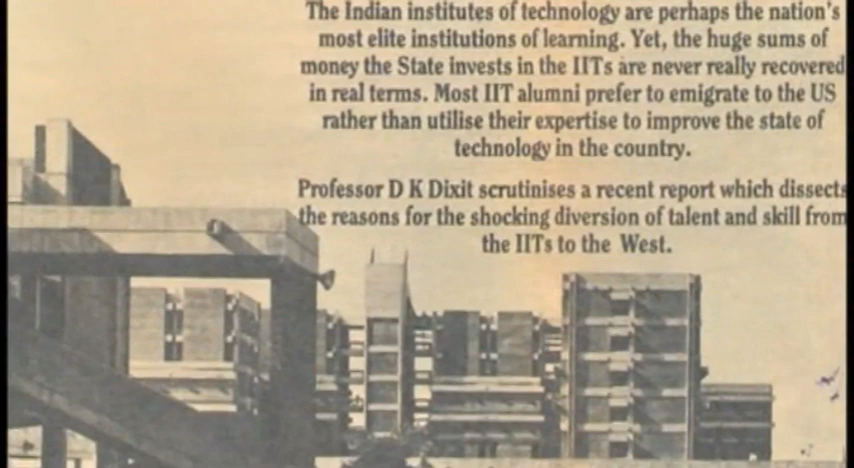 The Indian institutes of technology are perhaps the nation's
most elite institutions of learning. Yet, the huge sums of
money the State invests in the IITs are never really recovered
in real terms. Most IIT alumni prefer to emigrate to the US
rather than utilise their expertise to improve the state of
technology in the country.
Professor D K Dixit scrutinises a recent report which dissects
the reasons for the shocking diversion of talent and skill from
the IITs to the West.